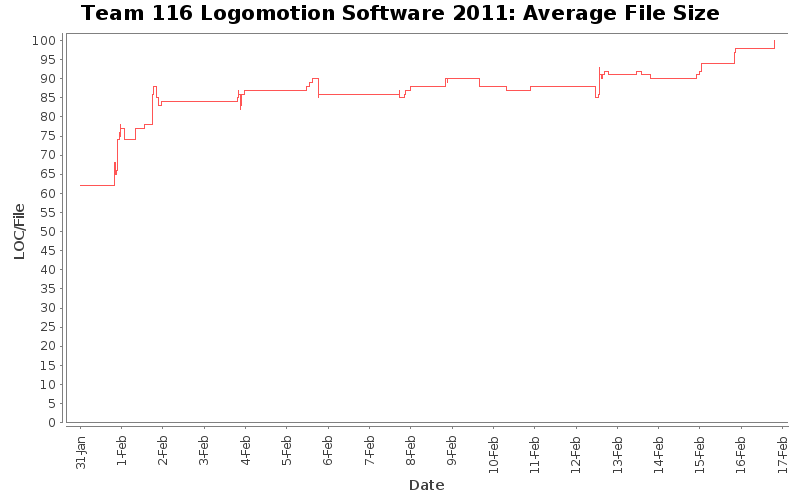 Team 116 Logomotion Software 2011: Average File Size
LOC/File
100
95
90
85
80
75
70
65
60
55
50
45
40
35
30
25
20
15
10
5
0
31-Jan
1-Feb
2-Feb
3-Feb
4-Feb
5-Feb
6-Feb
7-Feb
8-Feb
9-Feb
10-Feb
11-Feb
12-Feb
13-Feb
14-Feb
15-Feb
16-Feb
17-Feb
Date